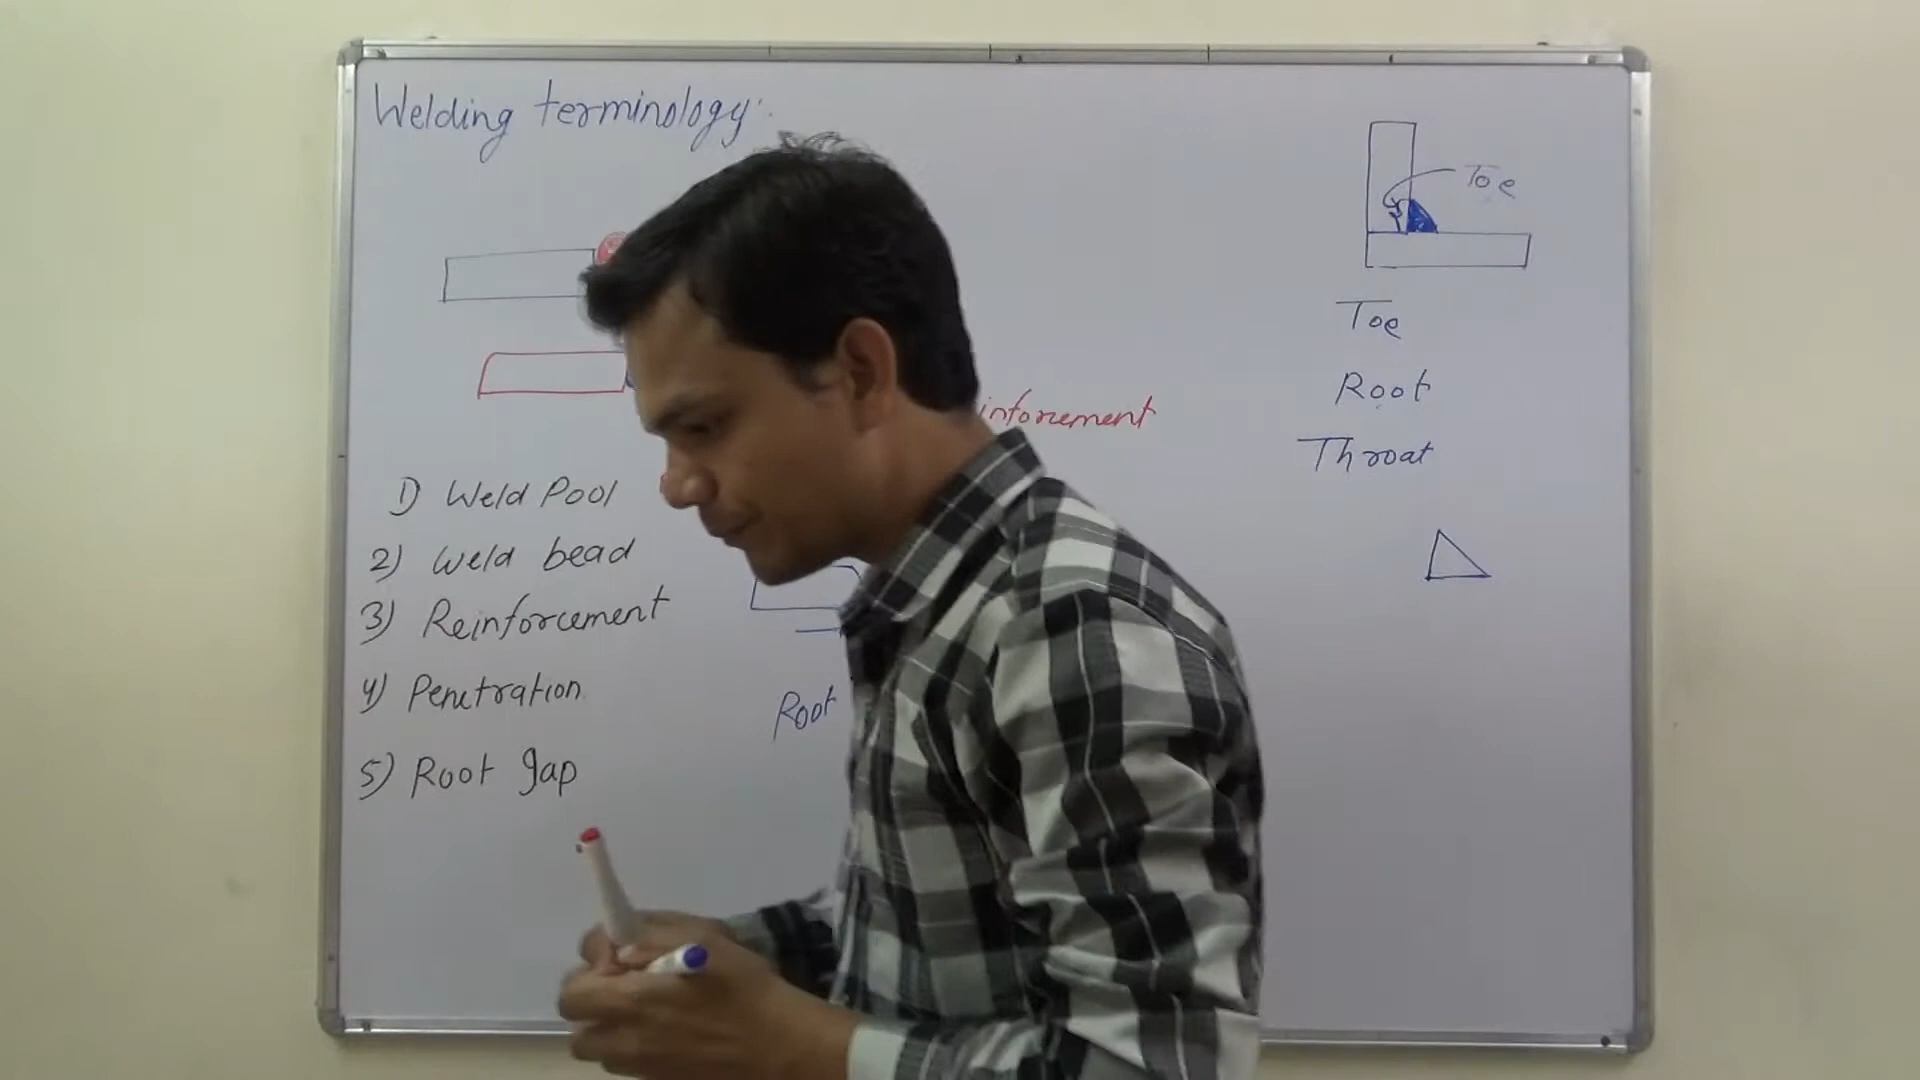 Welding terminology:
Toe
Toe
Root
inforcement
Throat
1) Weld Pool
2) Weld bead
3) Reinforcement
4) Penetration
Root
5) Root gap